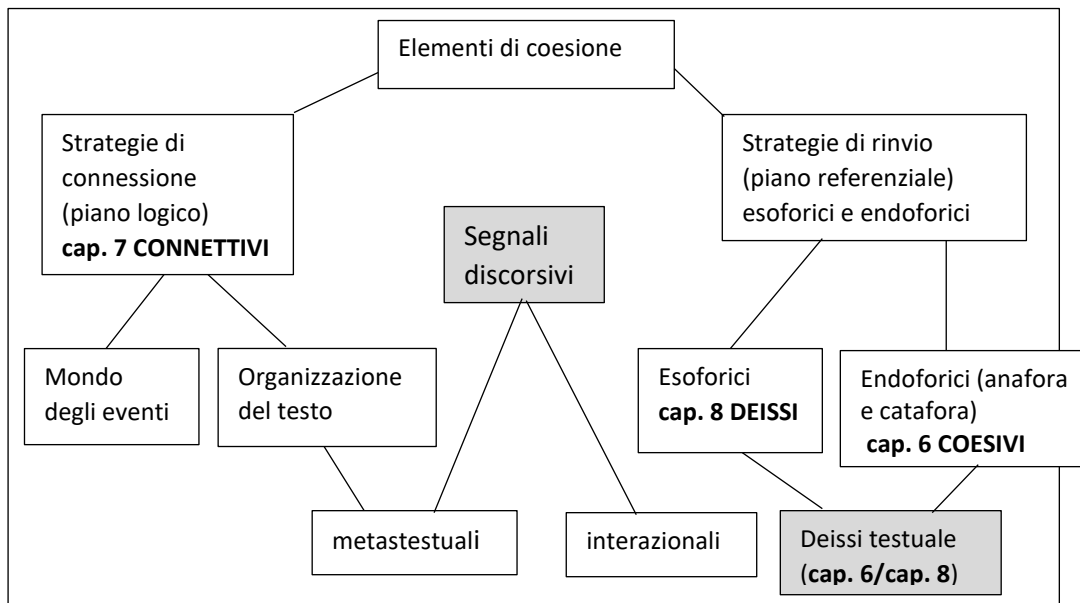 Elementi di coesione
Strategie di
connessione
(piano logico)
cap. 7 CONNETTIVI
Strategie di rinvio
(piano referenziale)
esoforici e endoforici
Segnali
discorsivi
Mondo
degli eventi
Organizzazione
del testo
Esoforici
cap. 8 DEISSI
Endoforici (anafora
e catafora)
cap. 6 COESIVI
metastestuali
interazionali
Deissi testuale
(cap. 6/cap. 8)